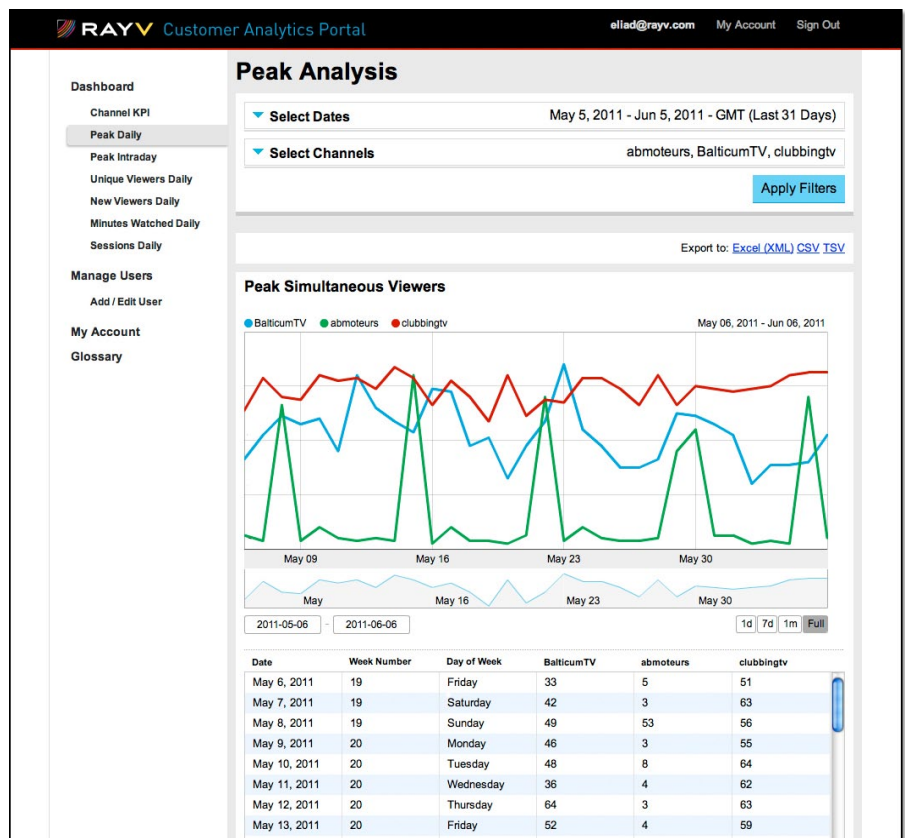 RAYV Customer Analytics Portal
eliad@rayv.com My Account Sign Out
Dashboard
Channel KPI
Peak Daily
Peak Intraday
Unique Viewers Daily
New Viewers Daily
Minutes Watched Daily
Sessions Daily
Manage Users
Add / Edit User
My Account
Glossary
Peak Analysis
Select Dates May 5, 2011 - Jun 5, 2011 - GMT (Last 31 Days)
Select Channels abmoteurs, BalticumTV, clubbingtv
Apply Filters
Export to: Excel (XML) CSV TSV
Peak Simultaneous Viewers
BalticumTV abmoteurs clubbingtv May 06, 2011 - Jun 06, 2011
May 09 May 16 May 23 May 30
May May 16 May 23 May 30
2011-05-06 - 2011-06-06 1d 7d 1m Full
Date Week Number Day of Week BalticumTV abmoteurs clubbingtv
May 6, 2011 19 Friday 33 5 51
May 7, 2011 19 Saturday 42 3 63
May 8, 2011 19 Sunday 49 53 56
May 9, 2011 20 Monday 46 3 55
May 10, 2011 20 Tuesday 48 8 64
May 11, 2011 20 Wednesday 36 4 62
May 12, 2011 20 Thursday 64 3 63
May 13, 2011 20 Friday 52 4 59